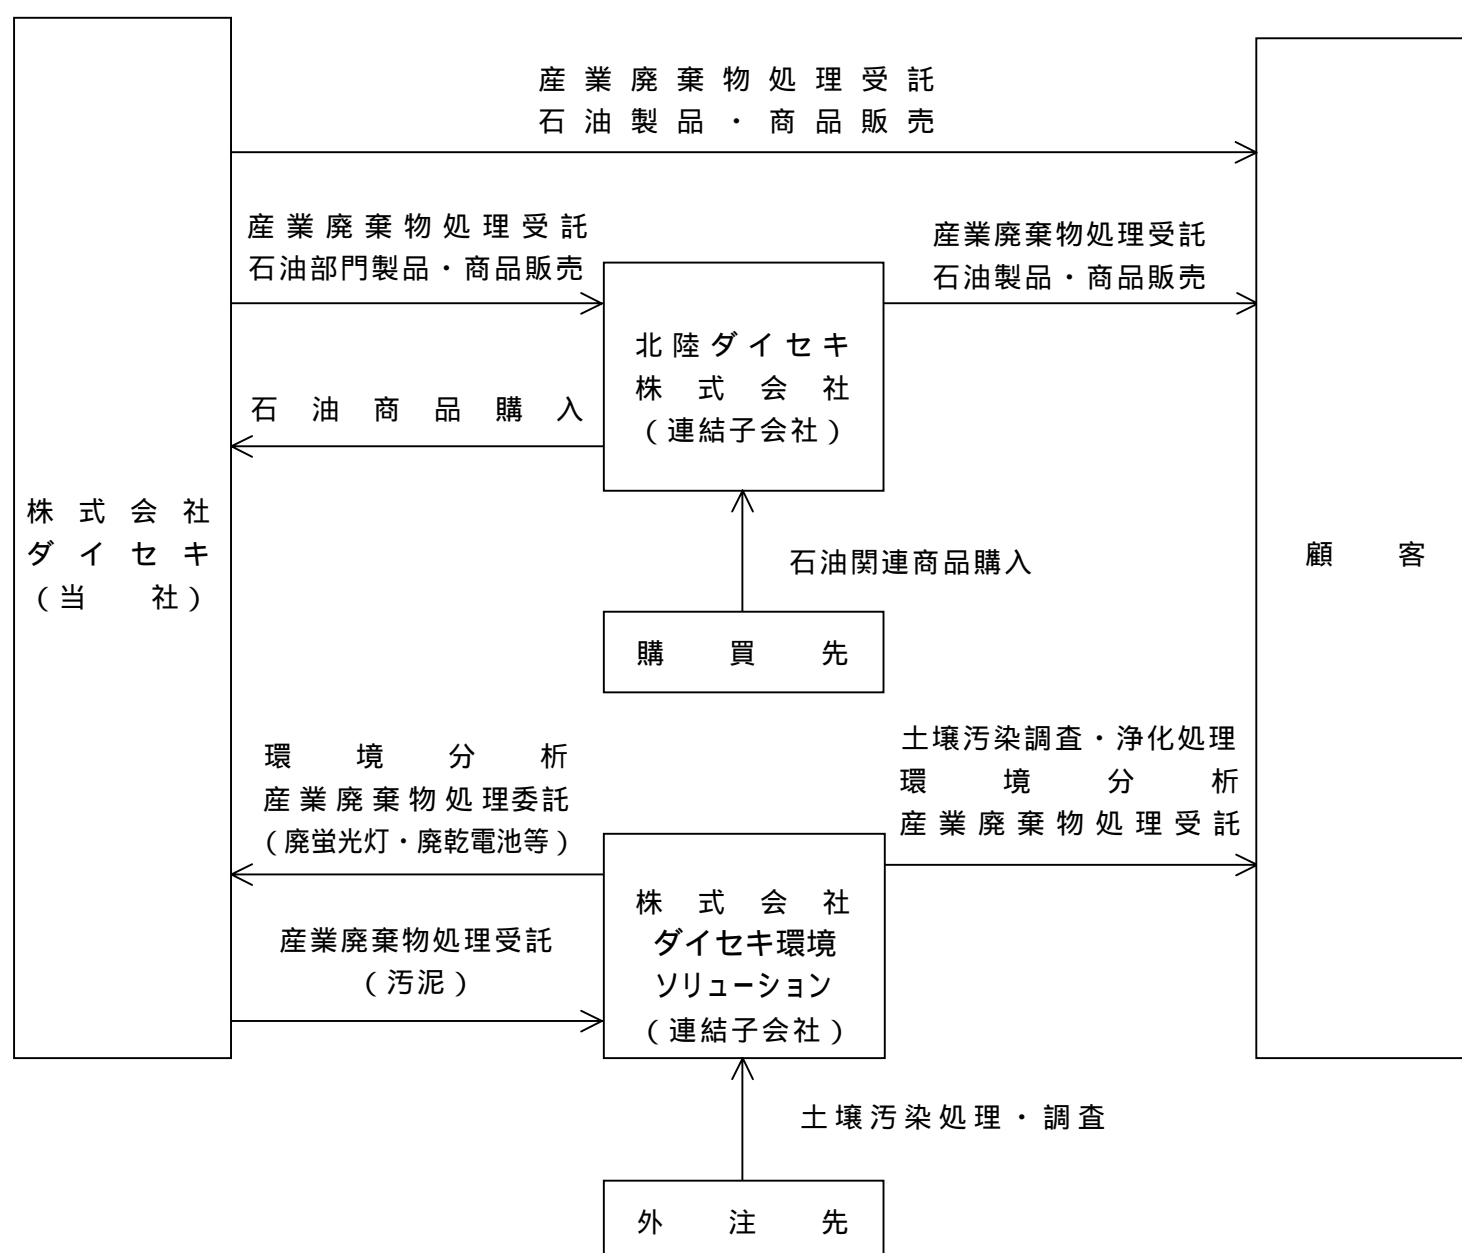 産業廃棄物処理受託
石油製品・商品販売
産業廃棄物処理受託
石油部門製品・商品販売
産業廃棄物処理受託
石油製品・商品販売
北陸ダイセキ
株式会社
(連結子会社)
石油商品購入
株式会社
ダイセキ
(当社)
顧客
石油関連商品購入
購買先
環境分析
産業廃棄物処理委託
(廃蛍光灯・廃乾電池等)
土壌汚染調査・浄化処理
環境分析
産業廃棄物処理受託
株式会社
ダイセキ環境
ソリューション
(連結子会社)
産業廃棄物処理受託
(汚泥)
土壌汚染処理・調査
外注先